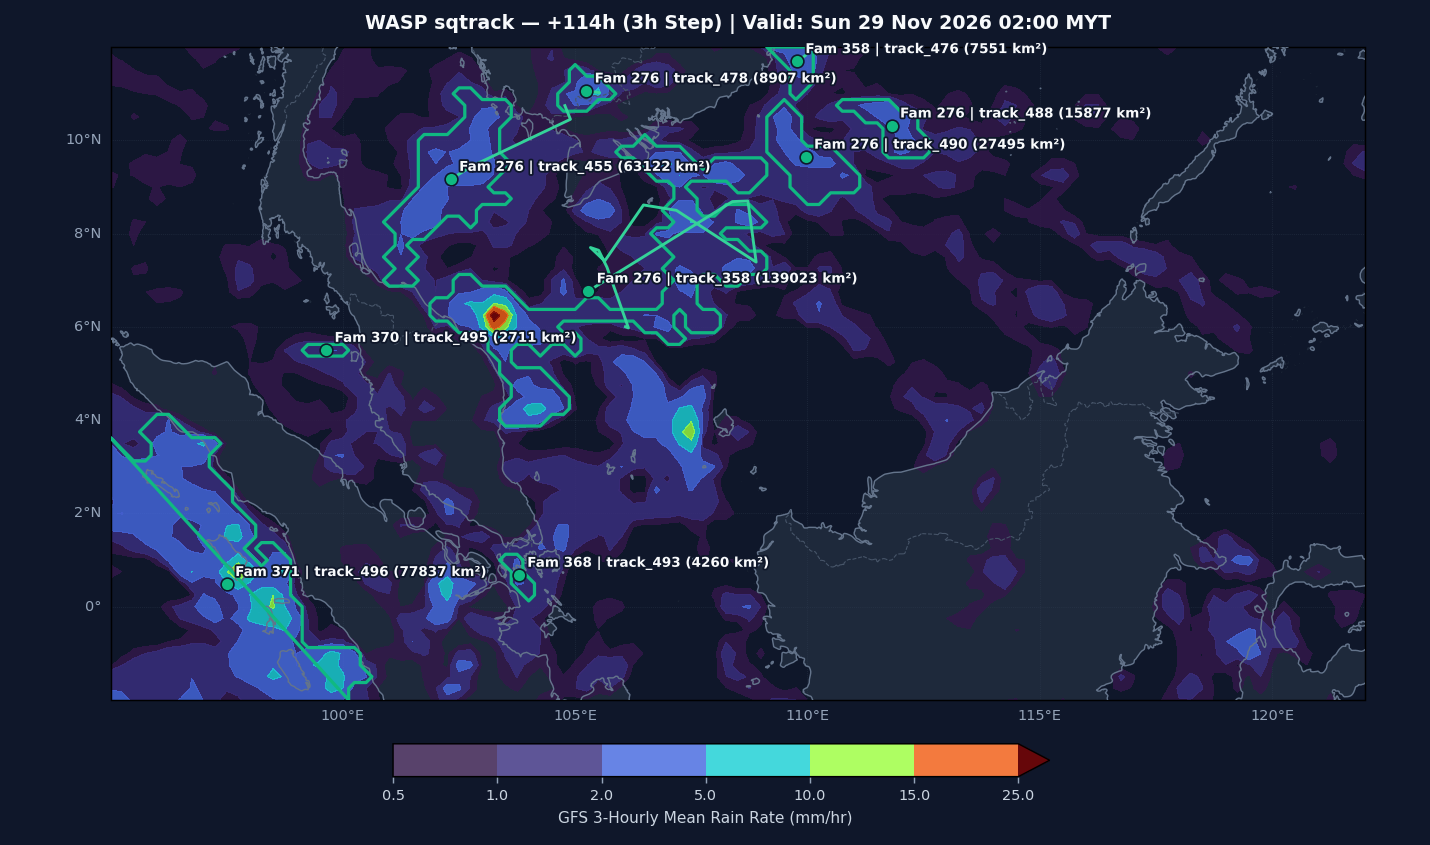 WASP sqtrack — +114h (3h Step) | Valid: Sun 29 Nov 2026 02:00 MYT
Fam 358 | track_476 (7551 km²)
Fam 276 | track_478 (8907 km²)
Fam 276 | track_488 (15877 km²)
10°N
Fam 276 | track_490 (27495 km²)
Fam 276 | track_455 (63122 km²)
8°N
Fam 276 | track_358 (139023 km²)
6°N
Fam 370 | track_495 (2711 km²)
4°N
2°N
Fam 368 | track_493 (4260 km²)
Fam 371 | track_496 (77837 km²)
0°
100°E 105°E 110°E 115°E 120°E
0.5 1.0 2.0 5.0 10.0 15.0 25.0
GFS 3-Hourly Mean Rain Rate (mm/hr)